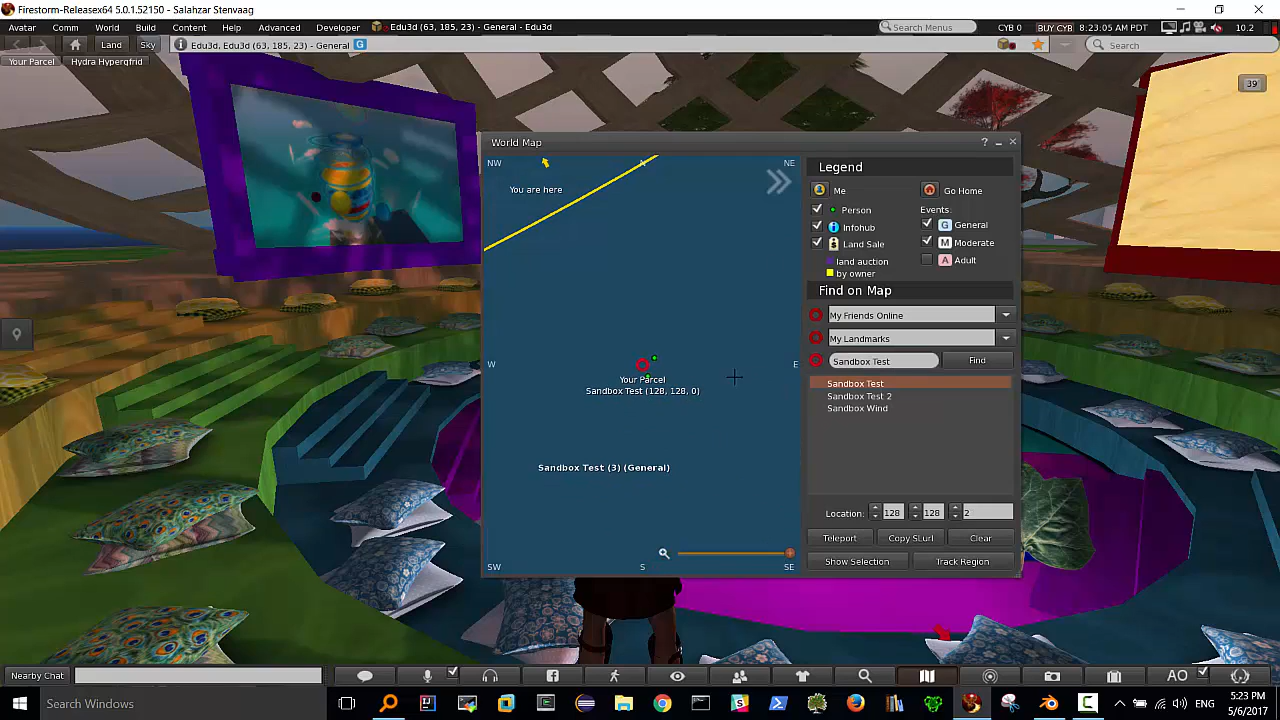 Firestorm-Releasex64 5.0.1.52150 - Salahzar Stenvaag
Avatar Comm World Build Content Help Advanced Developer Edu3d (63, 185, 23) - General - Edu3d Search Menus CYB 0 BUY CYB 8:23:05 AM PDT 10.2
Land Sky Edu3d, Edu3d (63, 185, 23) - General G Search
Your Parcel Hydra Hypergrid
39
World Map
NW N NE
You are here
W E
Your Parcel
Sandbox Test (128, 128, 0)
Sandbox Test (3) (General)
SW S SE
Legend
Me Go Home
Person Events
Infohub G General
Land Sale M Moderate
land auction A Adult
by owner
Find on Map
My Friends Online
My Landmarks
Sandbox Test Find
Sandbox Test
Sandbox Test 2
Sandbox Wind
Location: 128 128 2
Teleport Copy SLurl Clear
Show Selection Track Region
Nearby Chat AO
Search Windows ENG 5:23 PM
5/6/2017